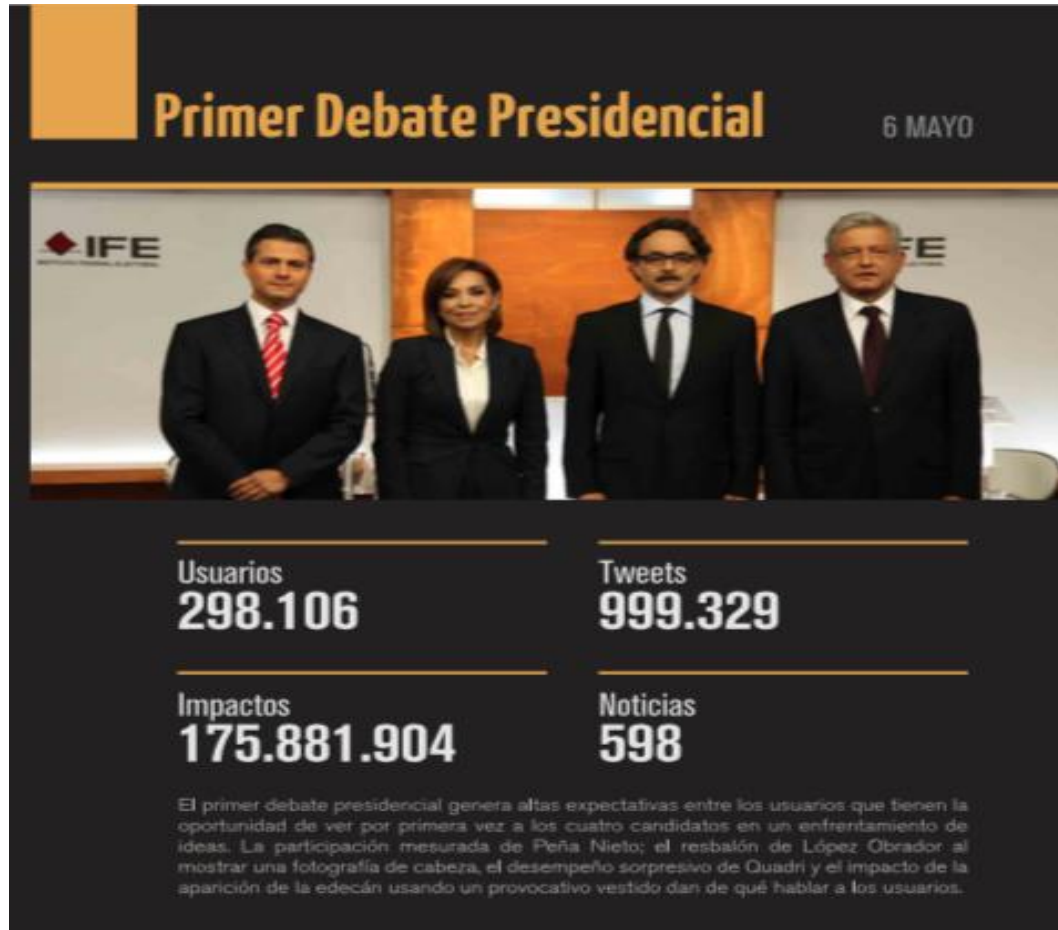 Primer Debate Presidencial
6 MAYO
IFE
FE
Usuarios
298.106
Tweets
999.329
Impactos
175.881.904
Noticias
598
El primer debate presidencial genera altas expectativas entre los usuarios que tienen la
oportunidad de ver por primera vez a los cuatro candidatos en un enfrentamiento de
ideas. La participación mesurada de Peña Nieto; el resbalón de López Obrador al
mostrar una fotografía de cabeza, el desempeño sorpresivo de Quadri y el impacto de la
aparición de la edecán usando un provocativo vestido dan de qué hablar a los usuarios.